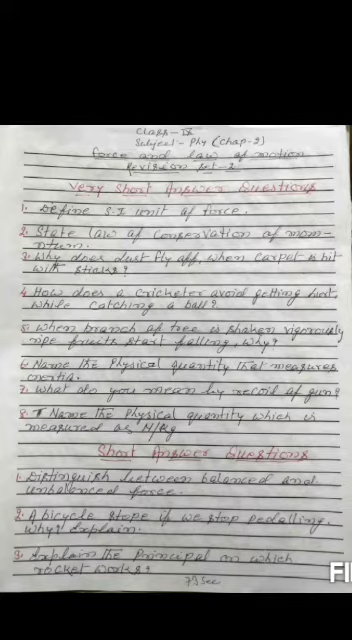 Class - IX
Subject - Phy (Chap-2)
Force and law of motion
Revision set-2
Very Short Answer Questions
1. Define S.I unit of force.
2. State law of conservation of mom-
ntum.
3. Why does dust fly off, when carpet is hit
with sticks?
4. How does a cricketer avoid getting hurt,
while catching a ball?
5. When branch of tree is shaken vigorously
ripe fruits start falling, why?
6. Name the Physical quantity that measures
inertia.
7. What do you mean by recoil of gun?
8. Name the Physical quantity which is
measured as N/Kg
Short Answer Questions
1. Distinguish between balanced and
unbalanced force.
2. A bicycle stops if we stop pedalling,
why? explain.
3. Explain the Principal on which
rocket works?